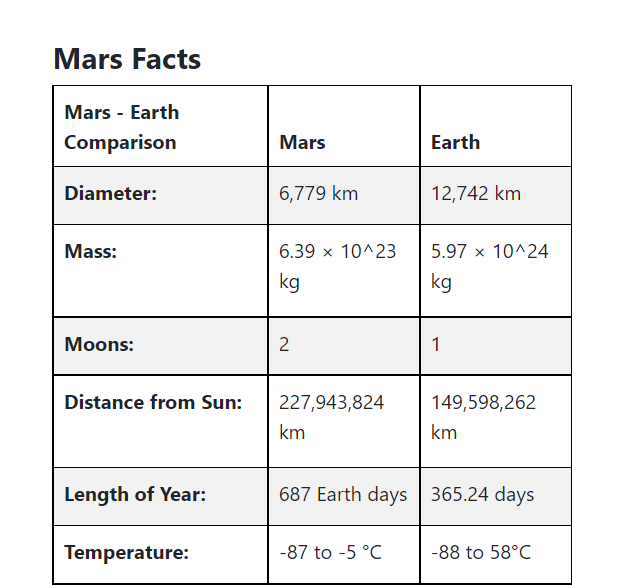 Mars Facts
Mars - Earth
Comparison
Mars
Earth
Diameter:
6,779 km
12,742 km
Mass:
6.39 × 10^23
kg
5.97 × 10^24
kg
Moons:
2
1
Distance from Sun:
227,943,824
km
149,598,262
km
Length of Year:
687 Earth days
365.24 days
Temperature:
-87 to -5 °C
-88 to 58°C